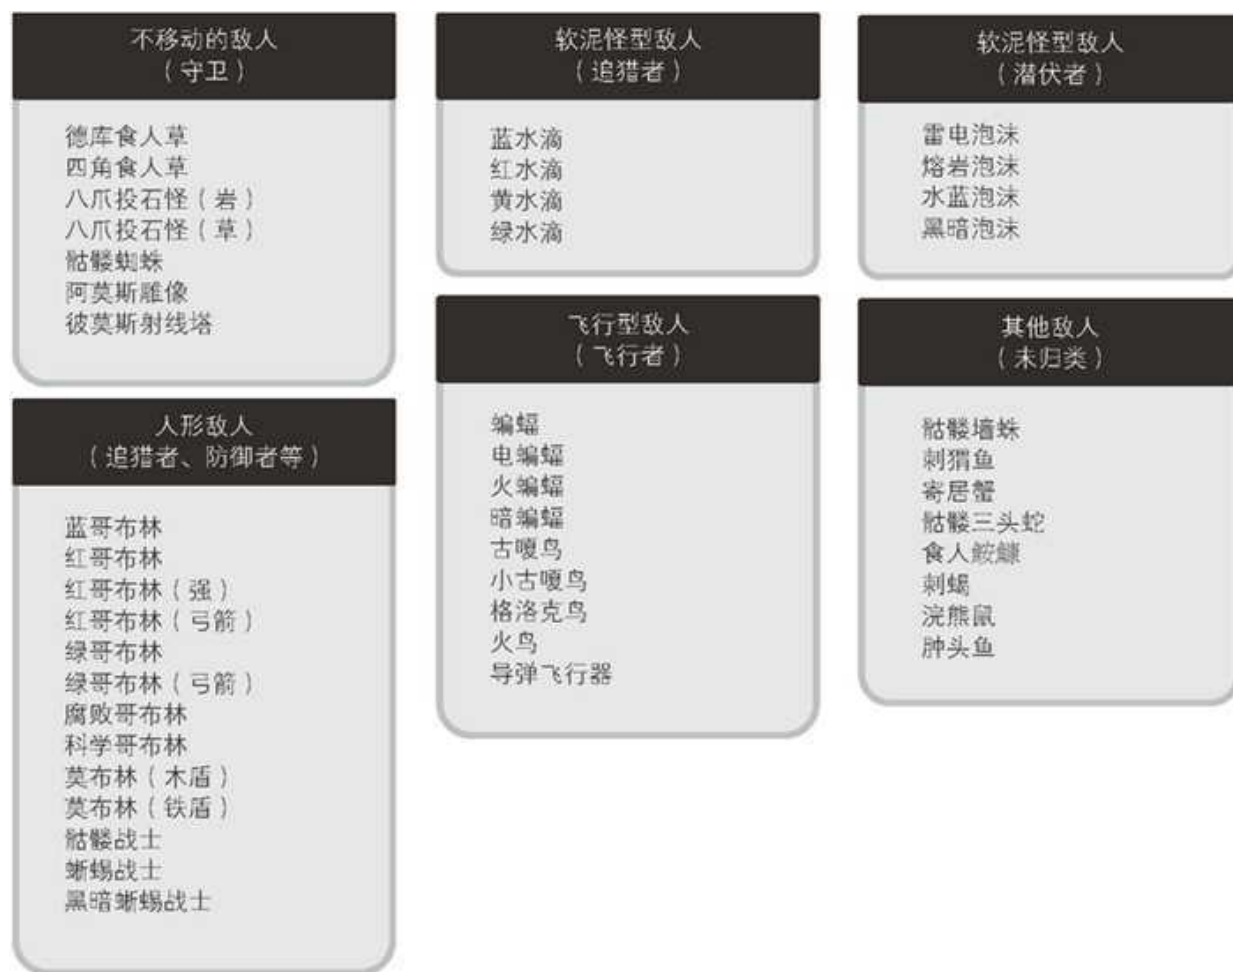 不移动的敌人
（守卫）
德库食人草
四角食人草
八爪投石怪（岩）
八爪投石怪（草）
骷髅蜘蛛
阿莫斯雕像
彼莫斯射线塔
人形敌人
（追猎者、防御者等）
蓝哥布林
红哥布林
红哥布林（强）
红哥布林（弓箭）
绿哥布林
绿哥布林（弓箭）
腐败哥布林
科学哥布林
莫布林（木盾）
莫布林（铁盾）
骷髅战士
蜥蜴战士
黑暗蜥蜴战士
软泥怪型敌人
（追猎者）
蓝水滴
红水滴
黄水滴
绿水滴
飞行型敌人
（飞行者）
蝙蝠
电蝙蝠
火蝙蝠
暗蝙蝠
古嗄鸟
小古嗄鸟
格洛克鸟
火鸟
导弹飞行器
软泥怪型敌人
（潜伏者）
雷电泡沫
熔岩泡沫
水蓝泡沫
黑暗泡沫
其他敌人
（未归类）
骷髅墙蛛
刺猬鱼
寄居蟹
骷髅三头蛇
食人鮟鱇
刺蝎
浣熊鼠
肿头鱼